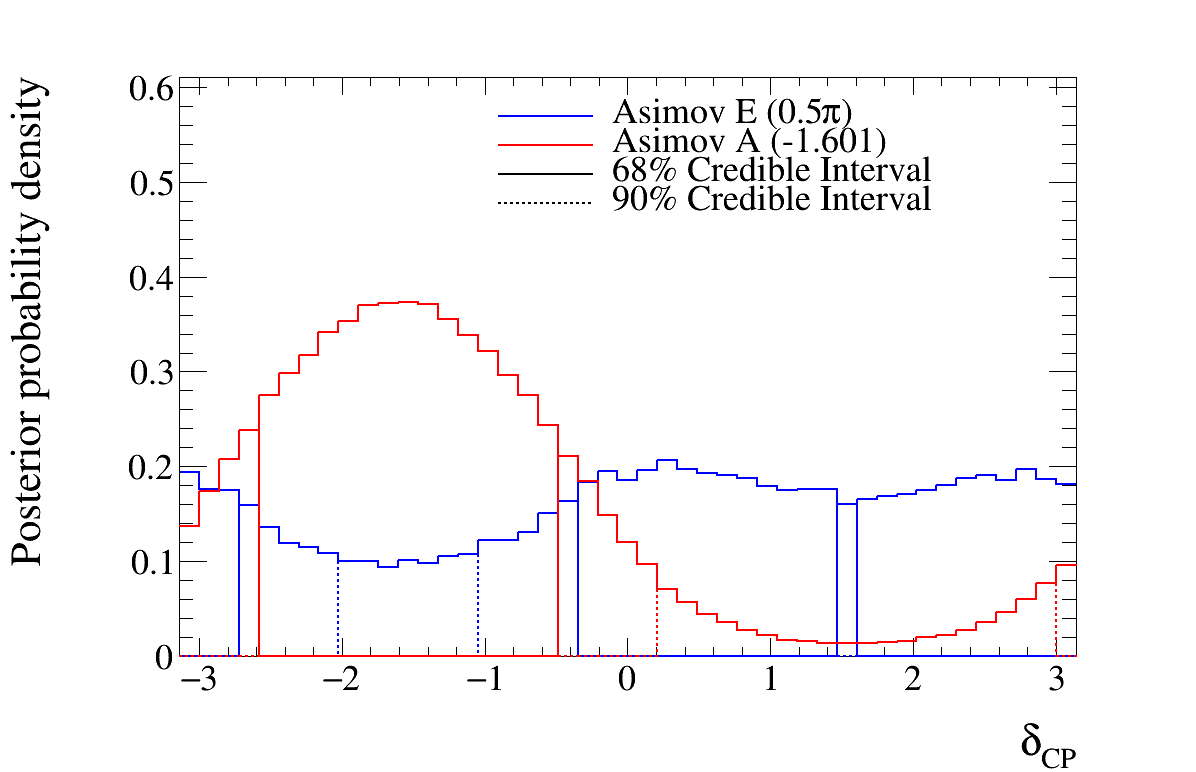 Posterior probability density
0.6
0.5
0.4
0.3
0.2
0.1
0
Asimov E (0.5π)
Asimov A (-1.601)
68% Credible Interval
90% Credible Interval
−3 −2 −1 0 1 2 3
δCP